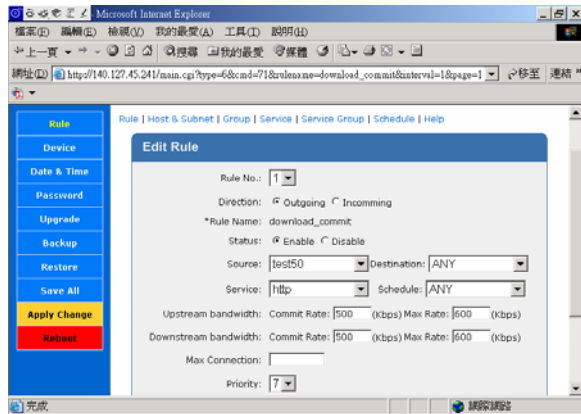 Microsoft Internet Explorer
檔案(F) 編輯(E) 檢視(V) 我的最愛(A) 工具(T) 說明(H)
上一頁 搜尋 我的最愛 媒體
網址(D) http://140.127.45.241/main.cgi?type=6&cmd=71&rulename=download_commit&interval=1&page=1 移至 連結 »
Rule | Host & Subnet | Group | Service | Service Group | Schedule | Help
Rule
Device
Date & Time
Password
Upgrade
Backup
Restore
Save All
Apply Change
Reboot
Edit Rule
Rule No.: 1
Direction: Outgoing Incomming
*Rule Name: download_commit
Status: Enable Disable
Source: test50 Destination: ANY
Service: http Schedule: ANY
Upstream bandwidth: Commit Rate: 500 (Kbps) Max Rate: 600 (Kbps)
Downstream bandwidth: Commit Rate: 500 (Kbps) Max Rate: 600 (Kbps)
Max Connection:
Priority: 7
完成 網際網路